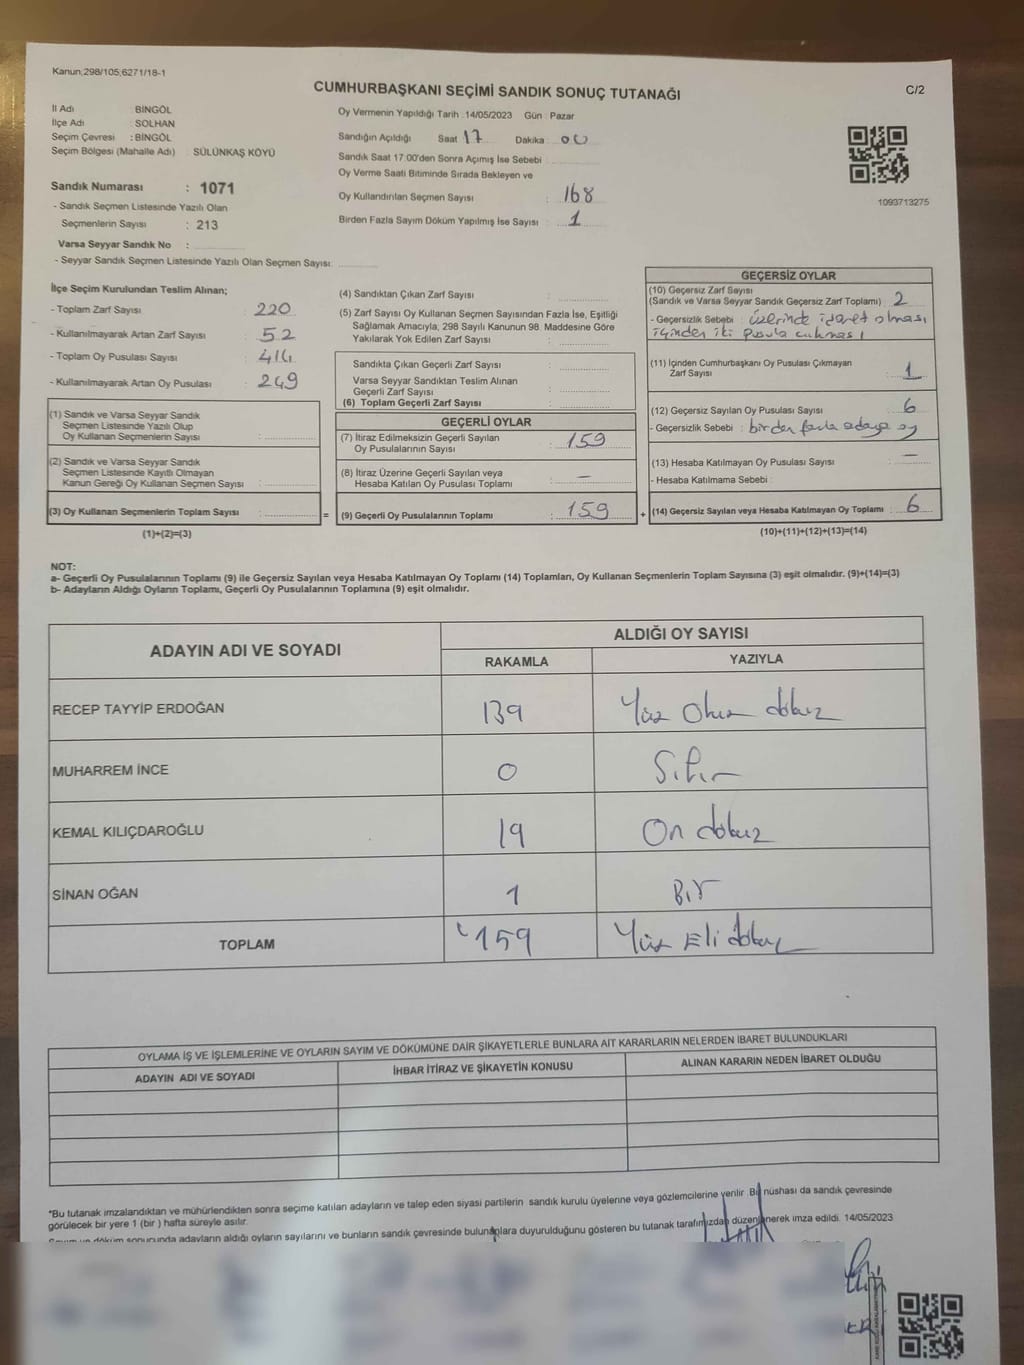 Kanun;298/105;6271/18-1
CUMHURBAŞKANI SEÇİMİ SANDIK SONUÇ TUTANAĞI
C/2
İl Adı : BİNGÖL
İlçe Adı : SOLHAN
Seçim Çevresi : BİNGÖL
Seçim Bölgesi (Mahalle Adı) : SÜLÜNKAŞ KÖYÜ
Sandık Numarası : 1071
- Sandık Seçmen Listesinde Yazılı Olan
Seçmenlerin Sayısı : 213
Varsa Seyyar Sandık No :
- Seyyar Sandık Seçmen Listesinde Yazılı Olan Seçmen Sayısı:
Oy Vermenin Yapıldığı Tarih :14/05/2023 Gün : Pazar
Sandığın Açıldığı Saat 17 Dakika : 00
Sandık Saat 17:00'den Sonra Açımış İse Sebebi :
Oy Verme Saati Bitiminde Sırada Bekleyen ve
Oy Kullandırılan Seçmen Sayısı : 168
Birden Fazla Sayım Döküm Yapılmış İse Sayısı : 1
1093713275
İlçe Seçim Kurulundan Teslim Alınan;
- Toplam Zarf Sayısı : 220
- Kullanılmayarak Artan Zarf Sayısı : 52
- Toplam Oy Pusulası Sayısı : 414
- Kullanılmayarak Artan Oy Pusulası : 249
(1) Sandık ve Varsa Seyyar Sandık
Seçmen Listesinde Yazılı Olup
Oy Kullanan Seçmenlerin Sayısı :
(2) Sandık ve Varsa Seyyar Sandık
Seçmen Listesinde Kayıtlı Olmayan
Kanun Gereği Oy Kullanan Seçmen Sayısı :
(3) Oy Kullanan Seçmenlerin Toplam Sayısı : =
(1)+(2)=(3)
(4) Sandıktan Çıkan Zarf Sayısı :
(5) Zarf Sayısı Oy Kullanan Seçmen Sayısından Fazla İse, Eşitliği
Sağlamak Amacıyla, 298 Sayılı Kanunun 98. Maddesine Göre
Yakılarak Yok Edilen Zarf Sayısı :
Sandıkta Çıkan Geçerli Zarf Sayısı :
Varsa Seyyar Sandıktan Teslim Alınan
Geçerli Zarf Sayısı :
(6) Toplam Geçerli Zarf Sayısı :
GEÇERLİ OYLAR
(7) İtiraz Edilmeksizin Geçerli Sayılan
Oy Pusulalarının Sayısı : 159
(8) İtiraz Üzerine Geçerli Sayılan veya
Hesaba Katılan Oy Pusulası Toplamı : –
(9) Geçerli Oy Pusulalarının Toplamı : 159 +
GEÇERSİZ OYLAR
(10) Geçersiz Zarf Sayısı
(Sandık ve Varsa Seyyar Sandık Geçersiz Zarf Toplamı) : 2
- Geçersizlik Sebebi : üzerinde işaret olması
içinden iki pusula çıkması
(11) İçinden Cumhurbaşkanı Oy Pusulası Çıkmayan
Zarf Sayısı : 1
(12) Geçersiz Sayılan Oy Pusulası Sayısı : 6
- Geçersizlik Sebebi : birden fazla adaya oy
(13) Hesaba Katılmayan Oy Pusulası Sayısı : –
- Hesaba Katılmama Sebebi :
(14) Geçersiz Sayılan veya Hesaba Katılmayan Oy Toplamı : 6
(10)+(11)+(12)+(13)=(14)
NOT:
a- Geçerli Oy Pusulalarının Toplamı (9) ile Geçersiz Sayılan veya Hesaba Katılmayan Oy Toplamı (14) Toplamları, Oy Kullanan Seçmenlerin Toplam Sayısına (3) eşit olmalıdır. (9)+(14)=(3)
b- Adayların Aldığı Oyların Toplamı, Geçerli Oy Pusulalarının Toplamına (9) eşit olmalıdır.
ADAYIN ADI VE SOYADI
ALDIĞI OY SAYISI
RAKAMLA YAZIYLA
RECEP TAYYİP ERDOĞAN 139 Yüz Otuz dokuz
MUHARREM İNCE 0 Sıfır
KEMAL KILIÇDAROĞLU 19 On dokuz
SİNAN OĞAN 1 Bir
TOPLAM 159 Yüz Elli dokuz
OYLAMA İŞ VE İŞLEMLERİNE VE OYLARIN SAYIM VE DÖKÜMÜNE DAİR ŞİKAYETLERLE BUNLARA AİT KARARLARIN NELERDEN İBARET BULUNDUKLARI
ADAYIN ADI VE SOYADI İHBAR İTİRAZ VE ŞİKAYETİN KONUSU ALINAN KARARIN NEDEN İBARET OLDUĞU
*Bu tutanak imzalandıktan ve mühürlendikten sonra seçime katılan adayların ve talep eden siyasi partilerin sandık kurulu üyelerine veya gözlemcilerine verilir. Bir nüshası da sandık çevresinde
görülecek bir yere 1 (bir ) hafta süreyle asılır.
Sayım ve döküm sonucunda adayların aldığı oyların sayılarını ve bunların sandık çevresinde bulunanlara duyurulduğunu gösteren bu tutanak tarafımızdan düzenlenerek imza edildi. 14/05/2023